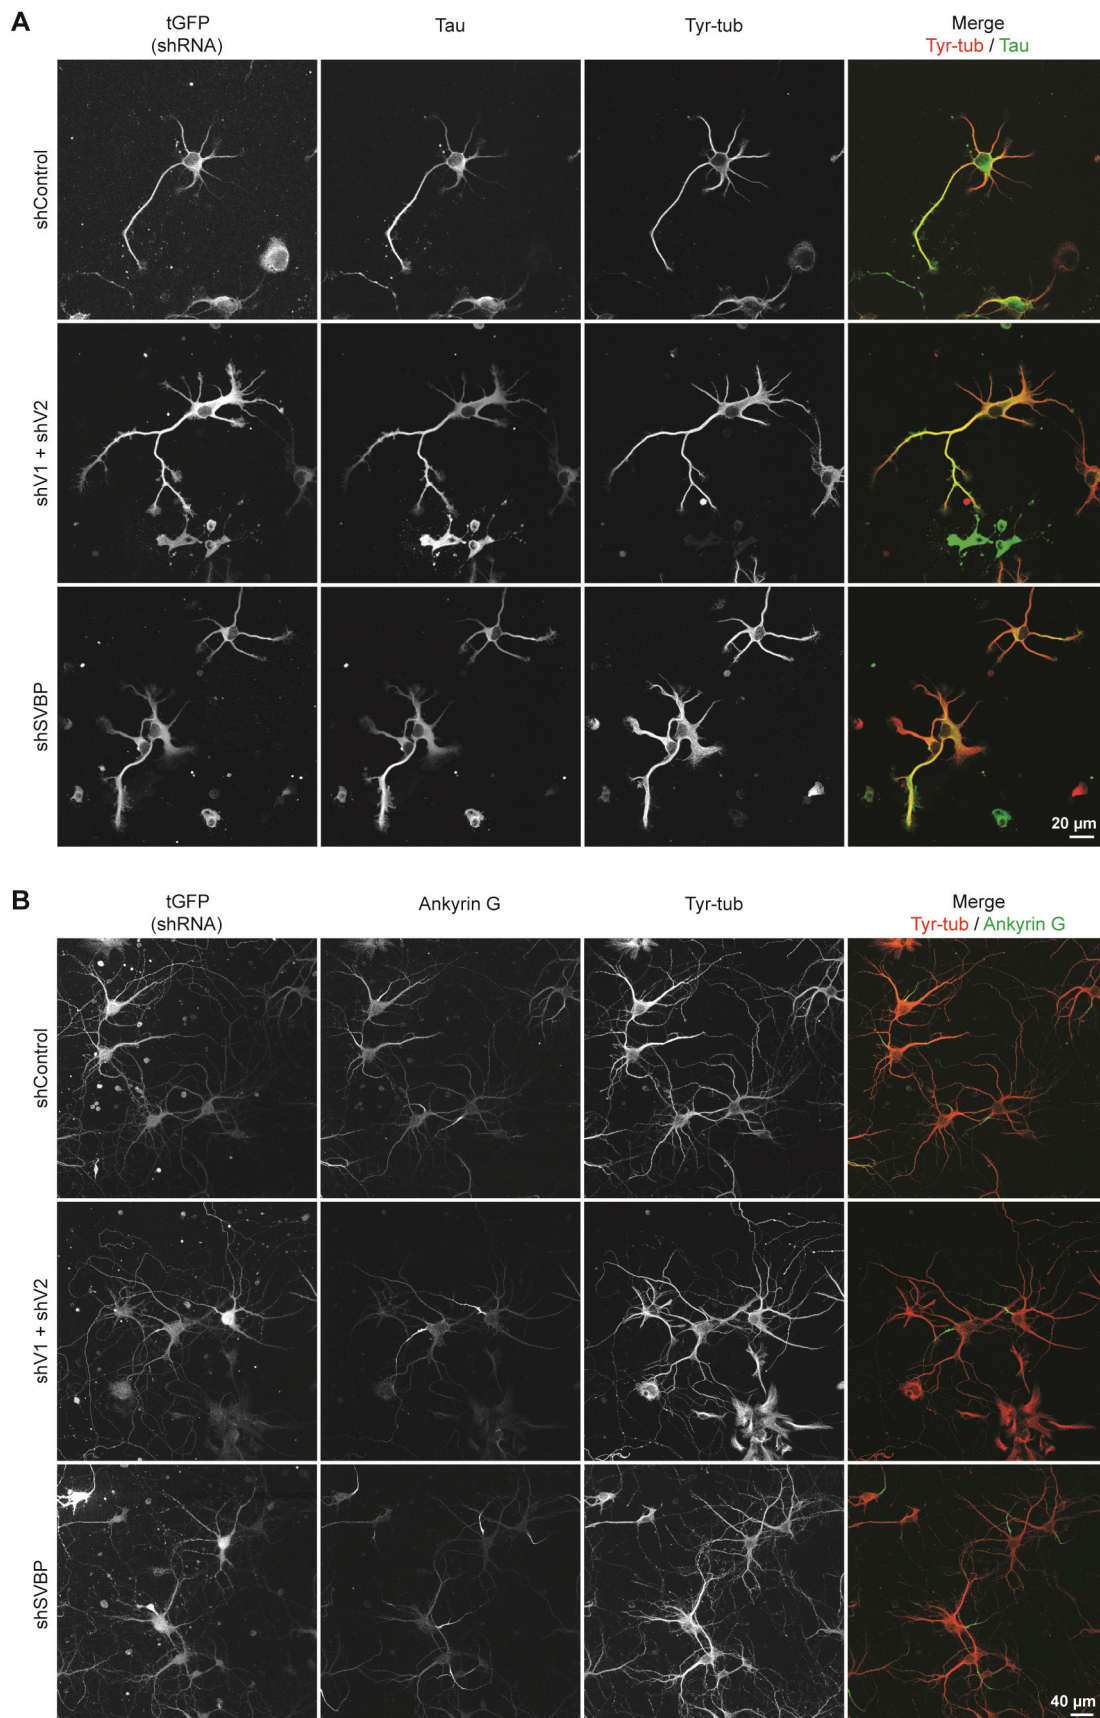 A
tGFP
(shRNA)
Tau
Tyr-tub
Merge
Tyr-tub / Tau
shControl
shV1 + shV2
shSVBP
20 µm
B
tGFP
(shRNA)
Ankyrin G
Tyr-tub
Merge
Tyr-tub / Ankyrin G
shControl
shV1 + shV2
shSVBP
40 µm